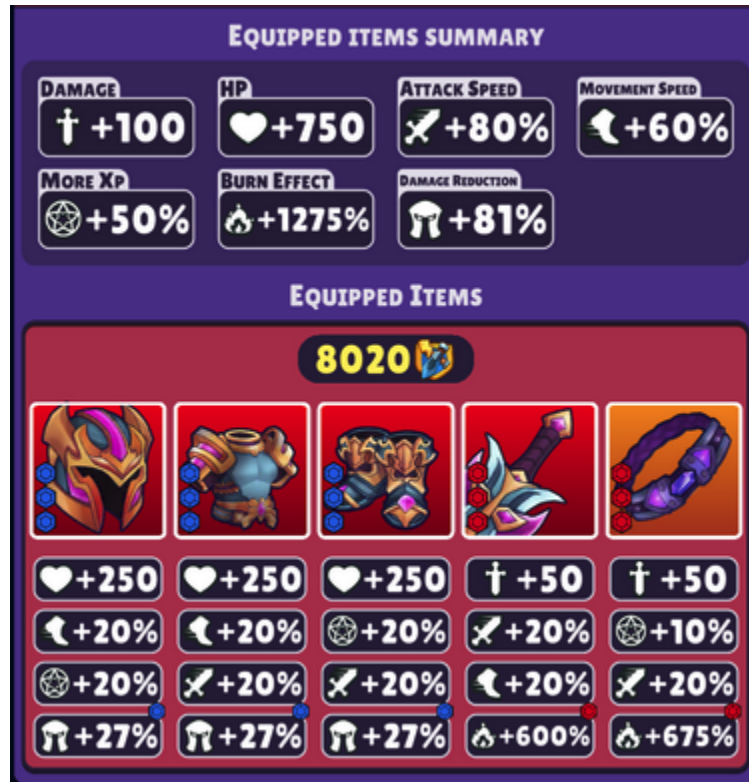 EQUIPPED ITEMS SUMMARY
DAMAGE HP ATTACK SPEED MOVEMENT SPEED
+100 +750 +80% +60%
MORE XP BURN EFFECT DAMAGE REDUCTION
+50% +1275% +81%
EQUIPPED ITEMS
8020
+250 +250 +250 +50 +50
+20% +20% +20% +20% +10%
+20% +20% +20% +20% +20%
+27% +27% +27% +600% +675%